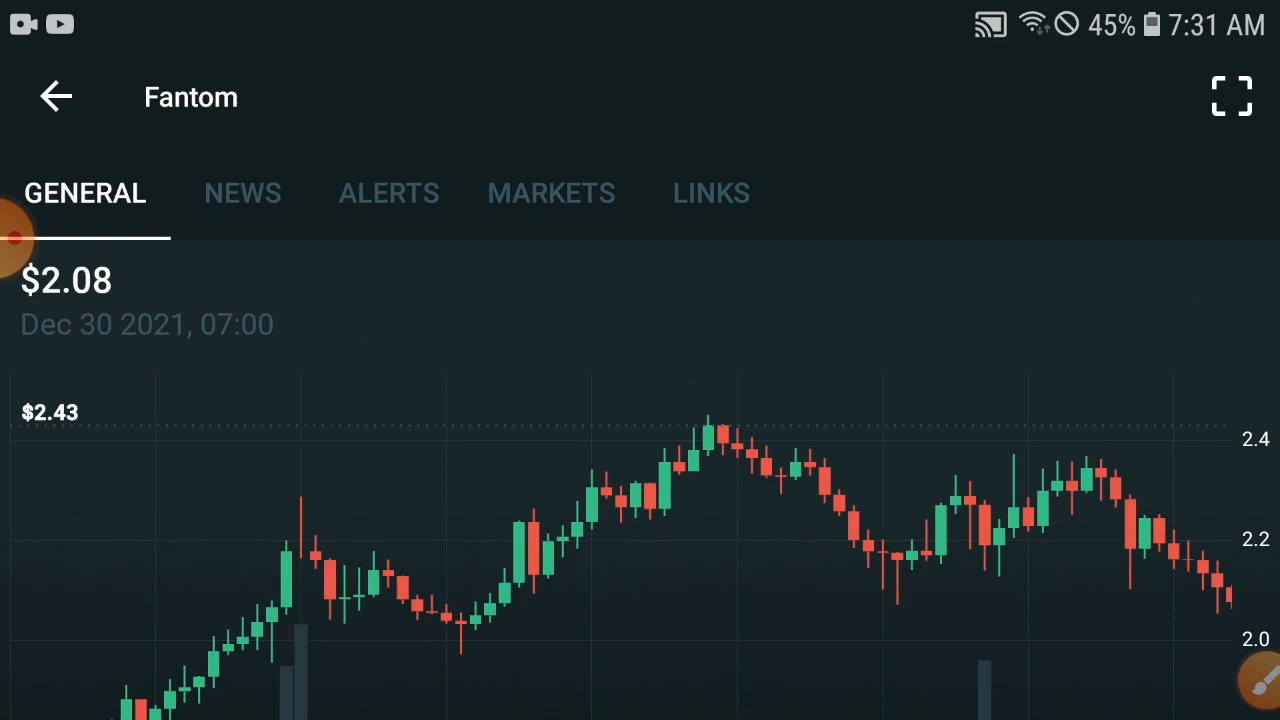 45% 7:31 AM
Fantom
GENERAL NEWS ALERTS MARKETS LINKS
$2.08
Dec 30 2021, 07:00
$2.43
2.4
2.2
2.0